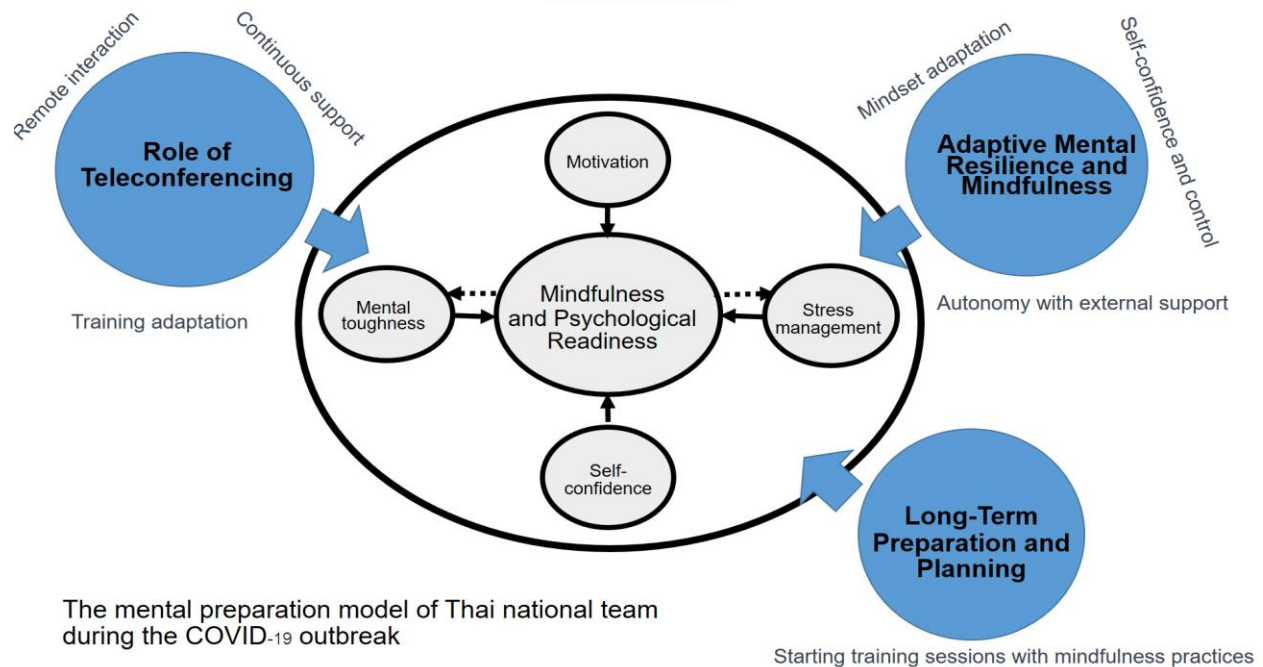 Remote interaction
Continuous support
Role of
Teleconferencing
Training adaptation
Motivation
Mental
toughness
Mindfulness
and Psychological
Readiness
Stress
management
Self-
confidence
Mindset adaptation
Self-confidence and control
Adaptive Mental
Resilience and
Mindfulness
Autonomy with external support
Long-Term
Preparation and
Planning
Starting training sessions with mindfulness practices
The mental preparation model of Thai national team
during the COVID-19 outbreak